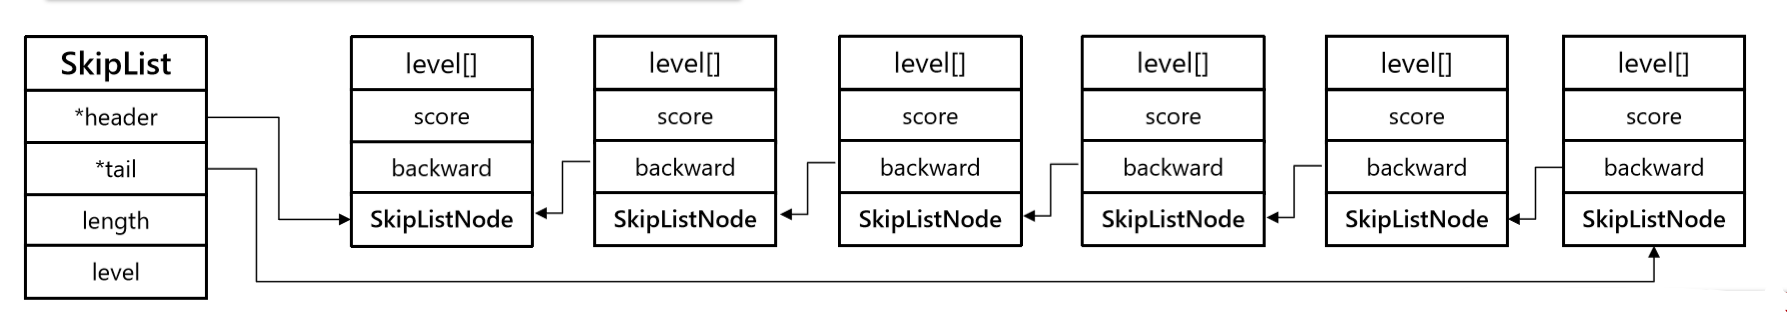 SkipList
*header
*tail
length
level
level[]
score
backward
SkipListNode
level[]
score
backward
SkipListNode
level[]
score
backward
SkipListNode
level[]
score
backward
SkipListNode
level[]
score
backward
SkipListNode
level[]
score
backward
SkipListNode